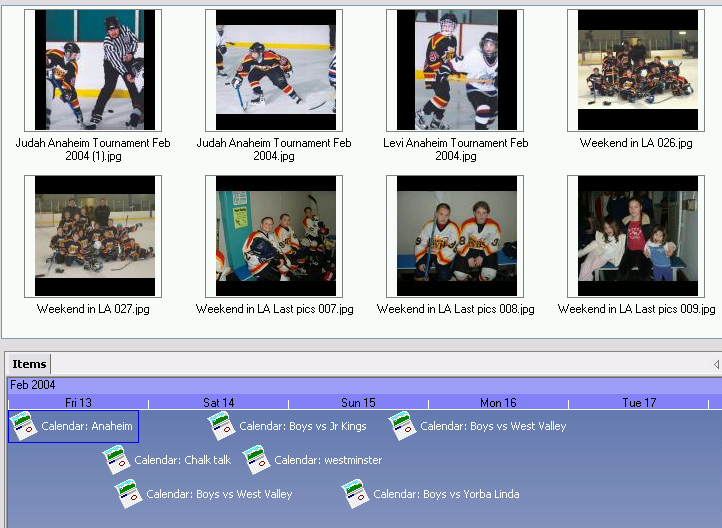 Judah Anaheim Tournament Feb
2004 (1).jpg
Judah Anaheim Tournament Feb
2004.jpg
Levi Anaheim Tournament Feb
2004.jpg
Weekend in LA 026.jpg
Weekend in LA 027.jpg
Weekend in LA Last pics 007.jpg
Weekend in LA Last pics 008.jpg
Weekend in LA Last pics 009.jpg
Items
Feb 2004
Fri 13
Sat 14
Sun 15
Mon 16
Tue 17
Calendar: Anaheim
Calendar: Boys vs Jr Kings
Calendar: Boys vs West Valley
Calendar: Chalk talk
Calendar: westminster
Calendar: Boys vs West Valley
Calendar: Boys vs Yorba Linda